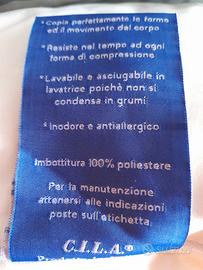 *Copia perfettamente le forme
ed il movimento del corpo
*Resiste nel tempo ad ogni
forma di compressione
*Lavabile e asciugabile in
lavatrice poichè non si
condensa in grumi
*Inodore e antiallergico
Imbottitura 100% poliestere
Per la manutenzione
attenersi alle indicazioni
poste sull'etichetta
C.I.L.A.®